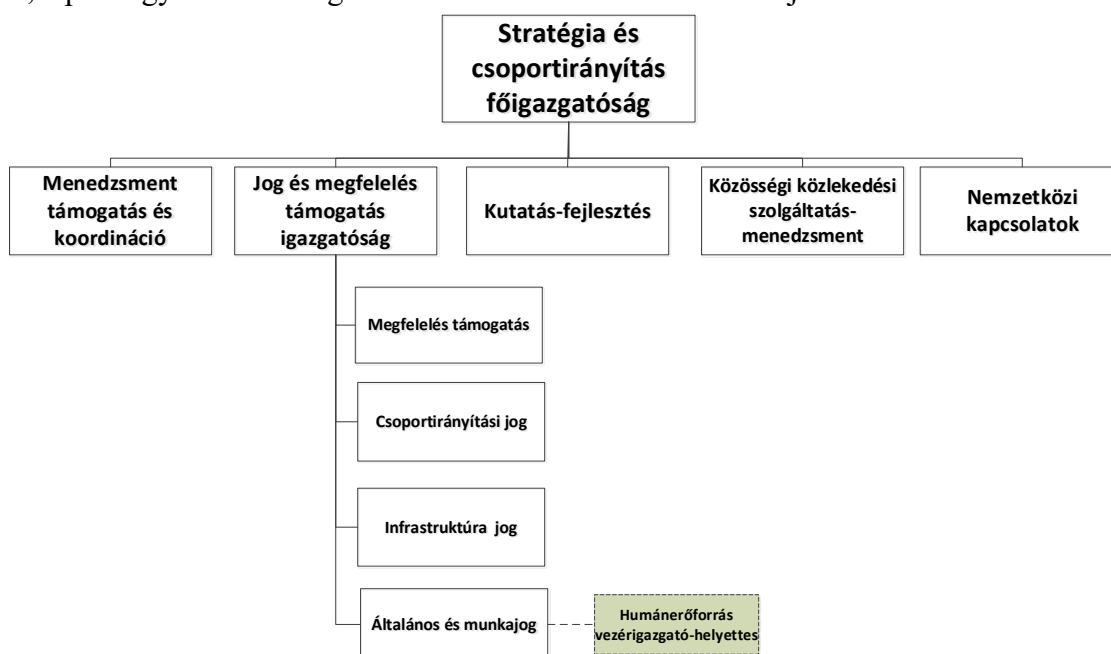 Stratégia és
csoportirányítás
főigazgatóság
Menedzsment
támogatás és
koordináció
Jog és megfelelés
támogatás
igazgatóság
Kutatás-fejlesztés
Közösségi közlekedési
szolgáltatás-
menedzsment
Nemzetközi
kapcsolatok
Megfelelés támogatás
Csoportirányítási jog
Infrastruktúra jog
Általános és munkajog
Humánerőforrás
vezérigazgató-helyettes